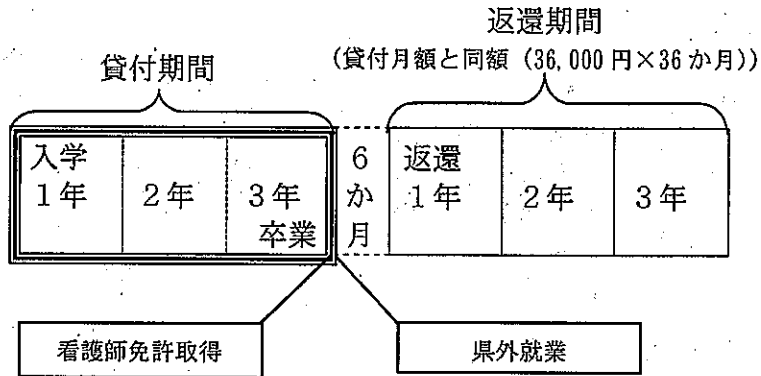 返還期間
(貸付月額と同額(36,000円×36か月))
貸付期間
入学
1年
2年
3年
卒業
6か月
返還
1年
2年
3年
看護師免許取得
県外就業